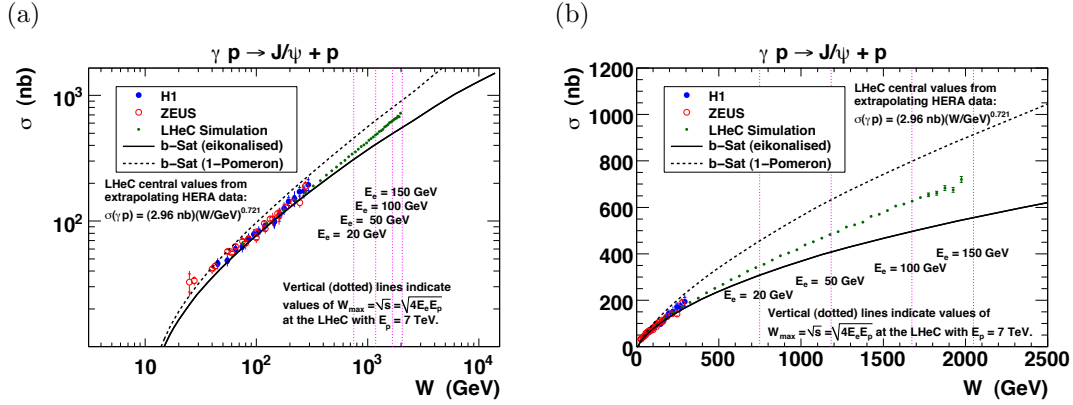 (a)
γ p → J/ψ + p
σ (nb)
10³
10²
H1
ZEUS
LHeC Simulation
b−Sat (eikonalised)
b−Sat (1−Pomeron)
LHeC central values from
extrapolating HERA data:
σ(γp) = (2.96 nb)(W/GeV)^0.721
E_e = 150 GeV
E_e = 100 GeV
E_e = 50 GeV
E_e = 20 GeV
Vertical (dotted) lines indicate
values of W_max = √s = √4E_eE_p
at the LHeC with E_p = 7 TeV.
10 10² 10³ 10⁴
W (GeV)
(b)
γ p → J/ψ + p
σ (nb)
1200
1000
800
600
400
200
0
H1
ZEUS
LHeC Simulation
b−Sat (eikonalised)
b−Sat (1−Pomeron)
LHeC central values from
extrapolating HERA data:
σ(γp) = (2.96 nb)(W/GeV)^0.721
E_e = 150 GeV
E_e = 100 GeV
E_e = 50 GeV
E_e = 20 GeV
Vertical (dotted) lines indicate values of
W_max = √s = √4E_eE_p at the LHeC with E_p = 7 TeV.
0 500 1000 1500 2000 2500
W (GeV)